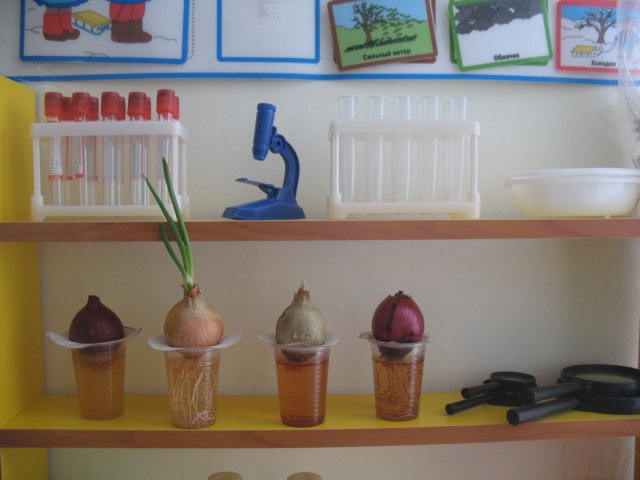 Сильный ветер
Облачно
Холодно